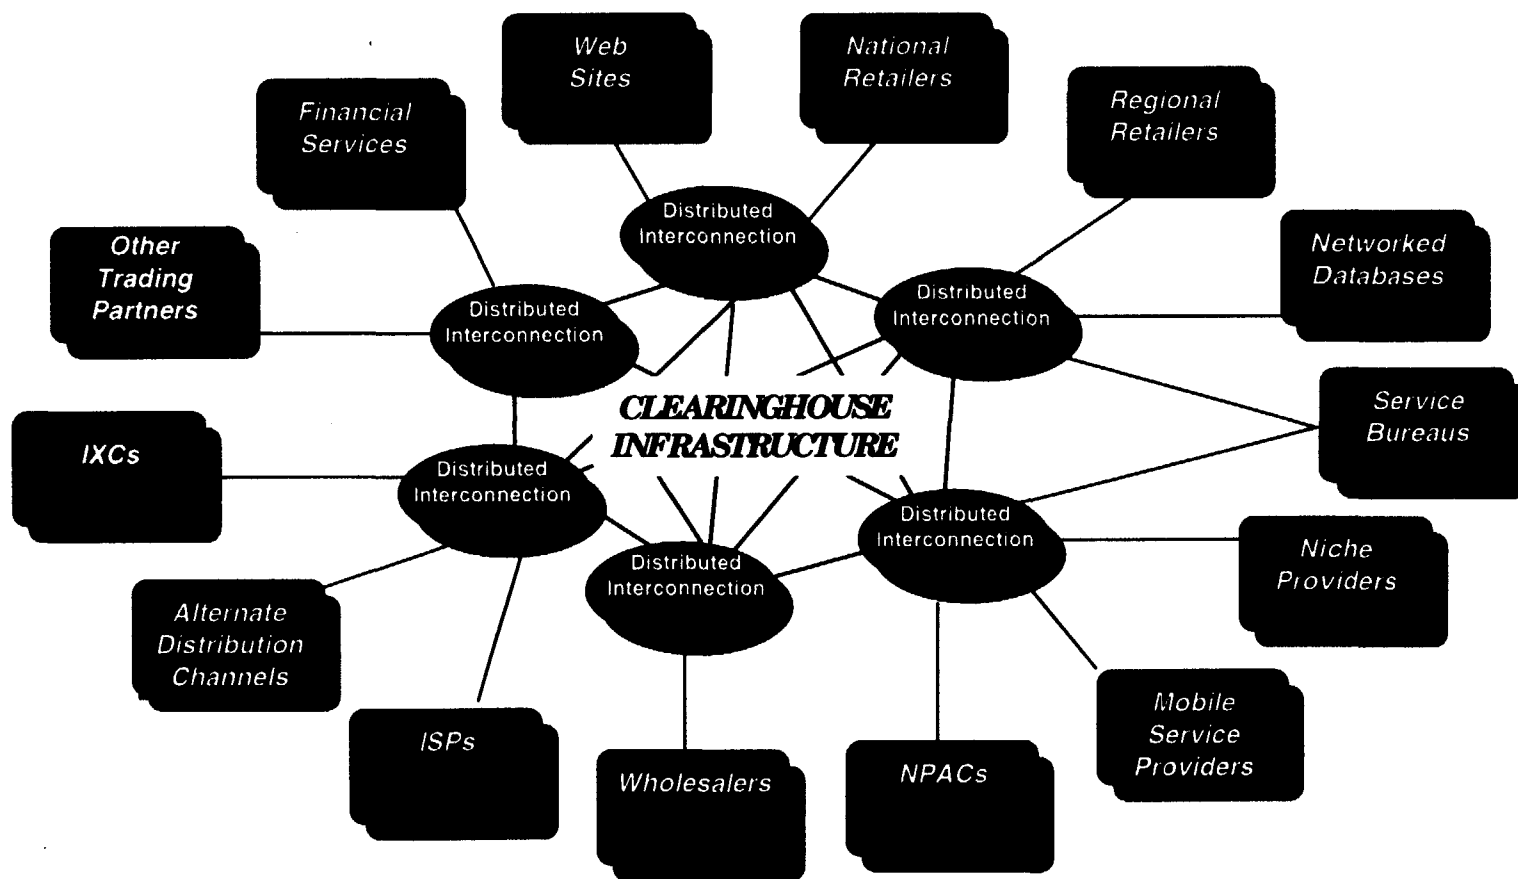 Web
Sites
National
Retailers
Financial
Services
Regional
Retailers
Other
Trading
Partners
Distributed
Interconnection
Networked
Databases
Distributed
Interconnection
Distributed
Interconnection
CLEARINGHOUSE
INFRASTRUCTURE
Service
Bureaus
IXCs
Distributed
Interconnection
Distributed
Interconnection
Niche
Providers
Distributed
Interconnection
Alternate
Distribution
Channels
Mobile
Service
Providers
ISPs
Wholesalers
NPACs